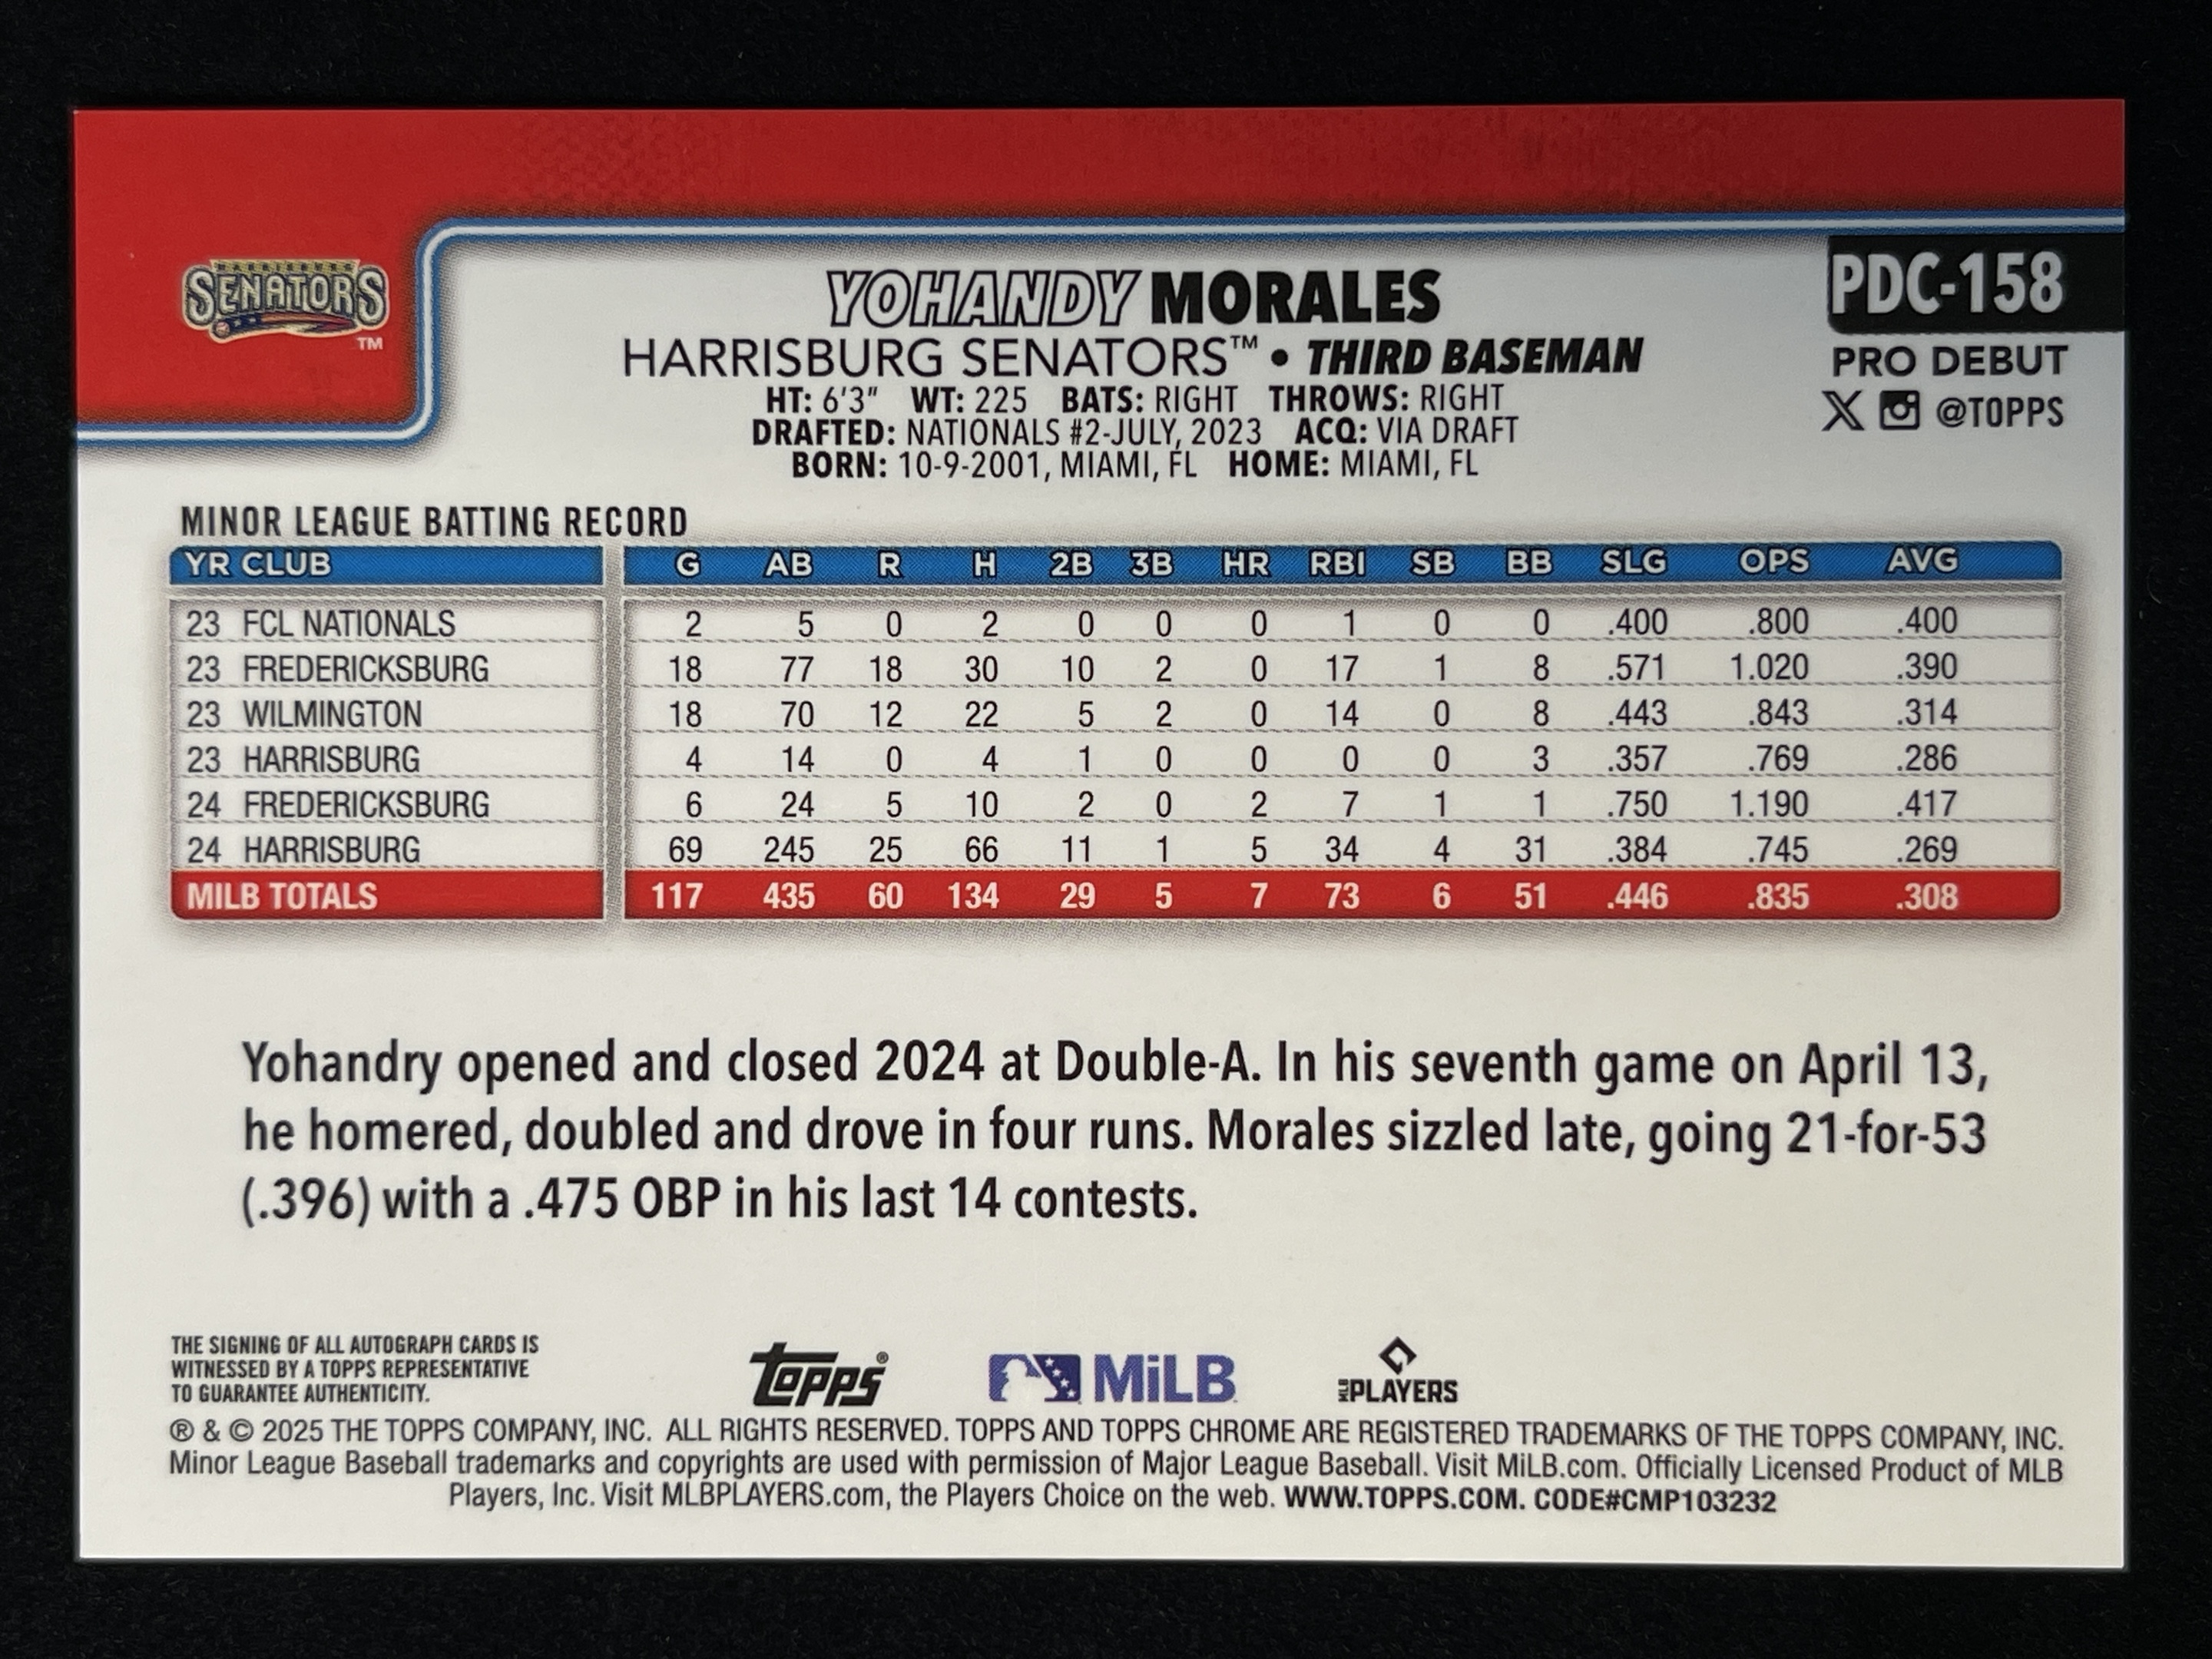 HARRISBURG
SENATORS
TM
YOHANDY MORALES
PDC-158
HARRISBURG SENATORS™ • THIRD BASEMAN
PRO DEBUT
HT: 6'3" WT: 225 BATS: RIGHT THROWS: RIGHT
X @TOPPS
DRAFTED: NATIONALS #2-JULY, 2023 ACQ: VIA DRAFT
BORN: 10-9-2001, MIAMI, FL HOME: MIAMI, FL
MINOR LEAGUE BATTING RECORD
YR CLUB G AB R H 2B 3B HR RBI SB BB SLG OPS AVG
23 FCL NATIONALS 2 5 0 2 0 0 0 1 0 0 .400 .800 .400
23 FREDERICKSBURG 18 77 18 30 10 2 0 17 1 8 .571 1.020 .390
23 WILMINGTON 18 70 12 22 5 2 0 14 0 8 .443 .843 .314
23 HARRISBURG 4 14 0 4 1 0 0 0 0 3 .357 .769 .286
24 FREDERICKSBURG 6 24 5 10 2 0 2 7 1 1 .750 1.190 .417
24 HARRISBURG 69 245 25 66 11 1 5 34 4 31 .384 .745 .269
MILB TOTALS 117 435 60 134 29 5 7 73 6 51 .446 .835 .308
Yohandry opened and closed 2024 at Double-A. In his seventh game on April 13,
he homered, doubled and drove in four runs. Morales sizzled late, going 21-for-53
(.396) with a .475 OBP in his last 14 contests.
THE SIGNING OF ALL AUTOGRAPH CARDS IS
WITNESSED BY A TOPPS REPRESENTATIVE
TO GUARANTEE AUTHENTICITY.
TOPPS® MiLB MLB PLAYERS
® & © 2025 THE TOPPS COMPANY, INC. ALL RIGHTS RESERVED. TOPPS AND TOPPS CHROME ARE REGISTERED TRADEMARKS OF THE TOPPS COMPANY, INC.
Minor League Baseball trademarks and copyrights are used with permission of Major League Baseball. Visit MiLB.com. Officially Licensed Product of MLB
Players, Inc. Visit MLBPLAYERS.com, the Players Choice on the web. WWW.TOPPS.COM. CODE#CMP103232